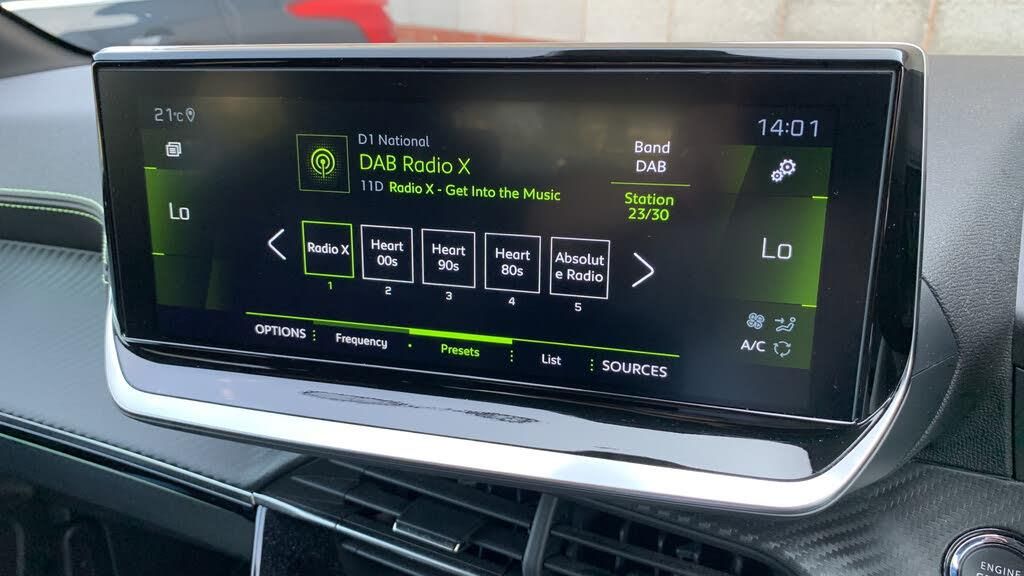 21°C
14:01
D1 National
DAB Radio X
11D Radio X - Get Into the Music
Band
DAB
Station
23/30
Lo
Lo
Radio X
1
Heart
00s
2
Heart
90s
3
Heart
80s
4
Absolut
e Radio
5
A/C
OPTIONS
Frequency
Presets
List
SOURCES
ENGINE